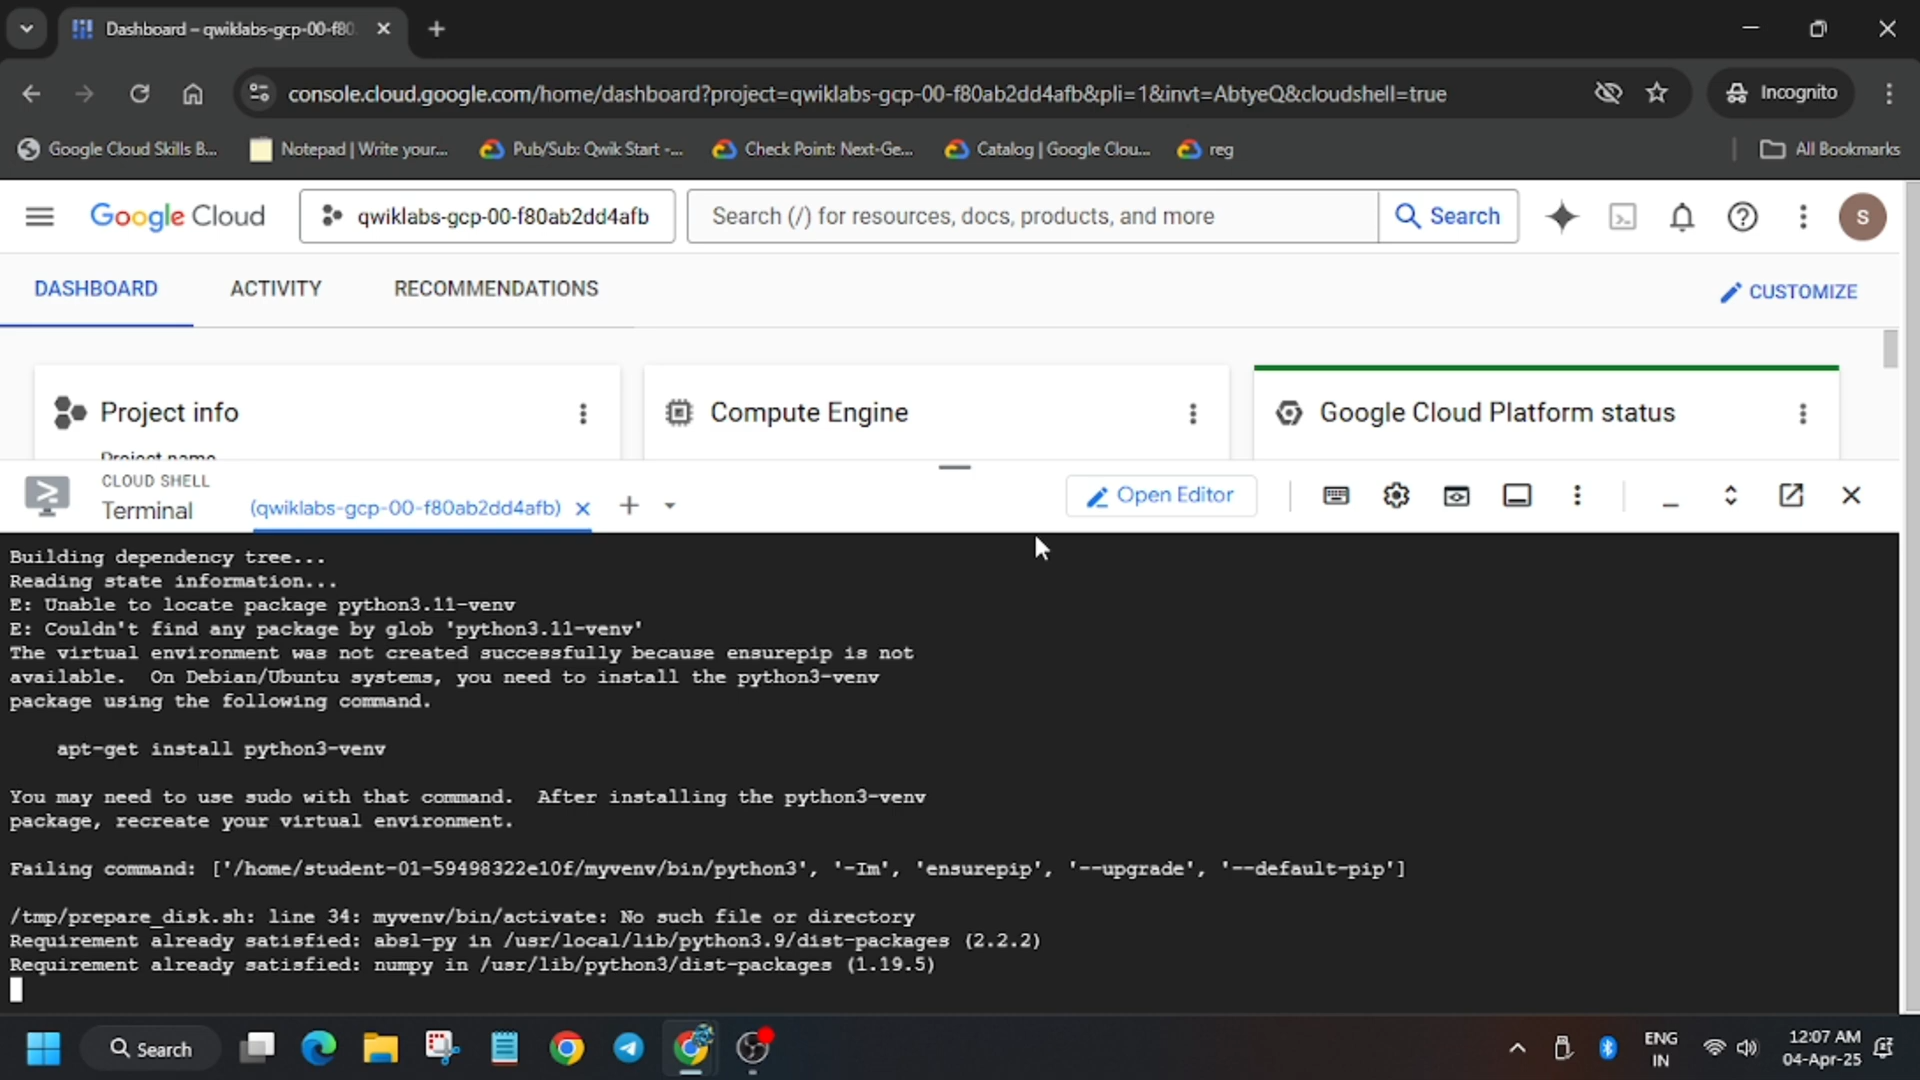 Dashboard – qwiklabs-gcp-00-f80
console.cloud.google.com/home/dashboard?project=qwiklabs-gcp-00-f80ab2dd4afb&pli=1&invt=AbtyeQ&cloudshell=true
Incognito
Google Cloud Skills B...
Notepad | Write your...
Pub/Sub: Qwik Start -...
Check Point: Next-Ge...
Catalog | Google Clou...
reg
All Bookmarks
Google Cloud
qwiklabs-gcp-00-f80ab2dd4afb
Search (/) for resources, docs, products, and more
Search
S
DASHBOARD
ACTIVITY
RECOMMENDATIONS
CUSTOMIZE
Project info
Compute Engine
Google Cloud Platform status
Project name
CLOUD SHELL
Terminal
(qwiklabs-gcp-00-f80ab2dd4afb)
Open Editor
Building dependency tree...
Reading state information...
E: Unable to locate package python3.11-venv
E: Couldn't find any package by glob 'python3.11-venv'
The virtual environment was not created successfully because ensurepip is not
available.  On Debian/Ubuntu systems, you need to install the python3-venv
package using the following command.
apt-get install python3-venv
You may need to use sudo with that command.  After installing the python3-venv
package, recreate your virtual environment.
Failing command: ['/home/student-01-59498322e10f/myvenv/bin/python3', '-Im', 'ensurepip', '--upgrade', '--default-pip']
/tmp/prepare_disk.sh: line 34: myvenv/bin/activate: No such file or directory
Requirement already satisfied: absl-py in /usr/local/lib/python3.9/dist-packages (2.2.2)
Requirement already satisfied: numpy in /usr/lib/python3/dist-packages (1.19.5)
Search
ENG
IN
12:07 AM
04-Apr-25